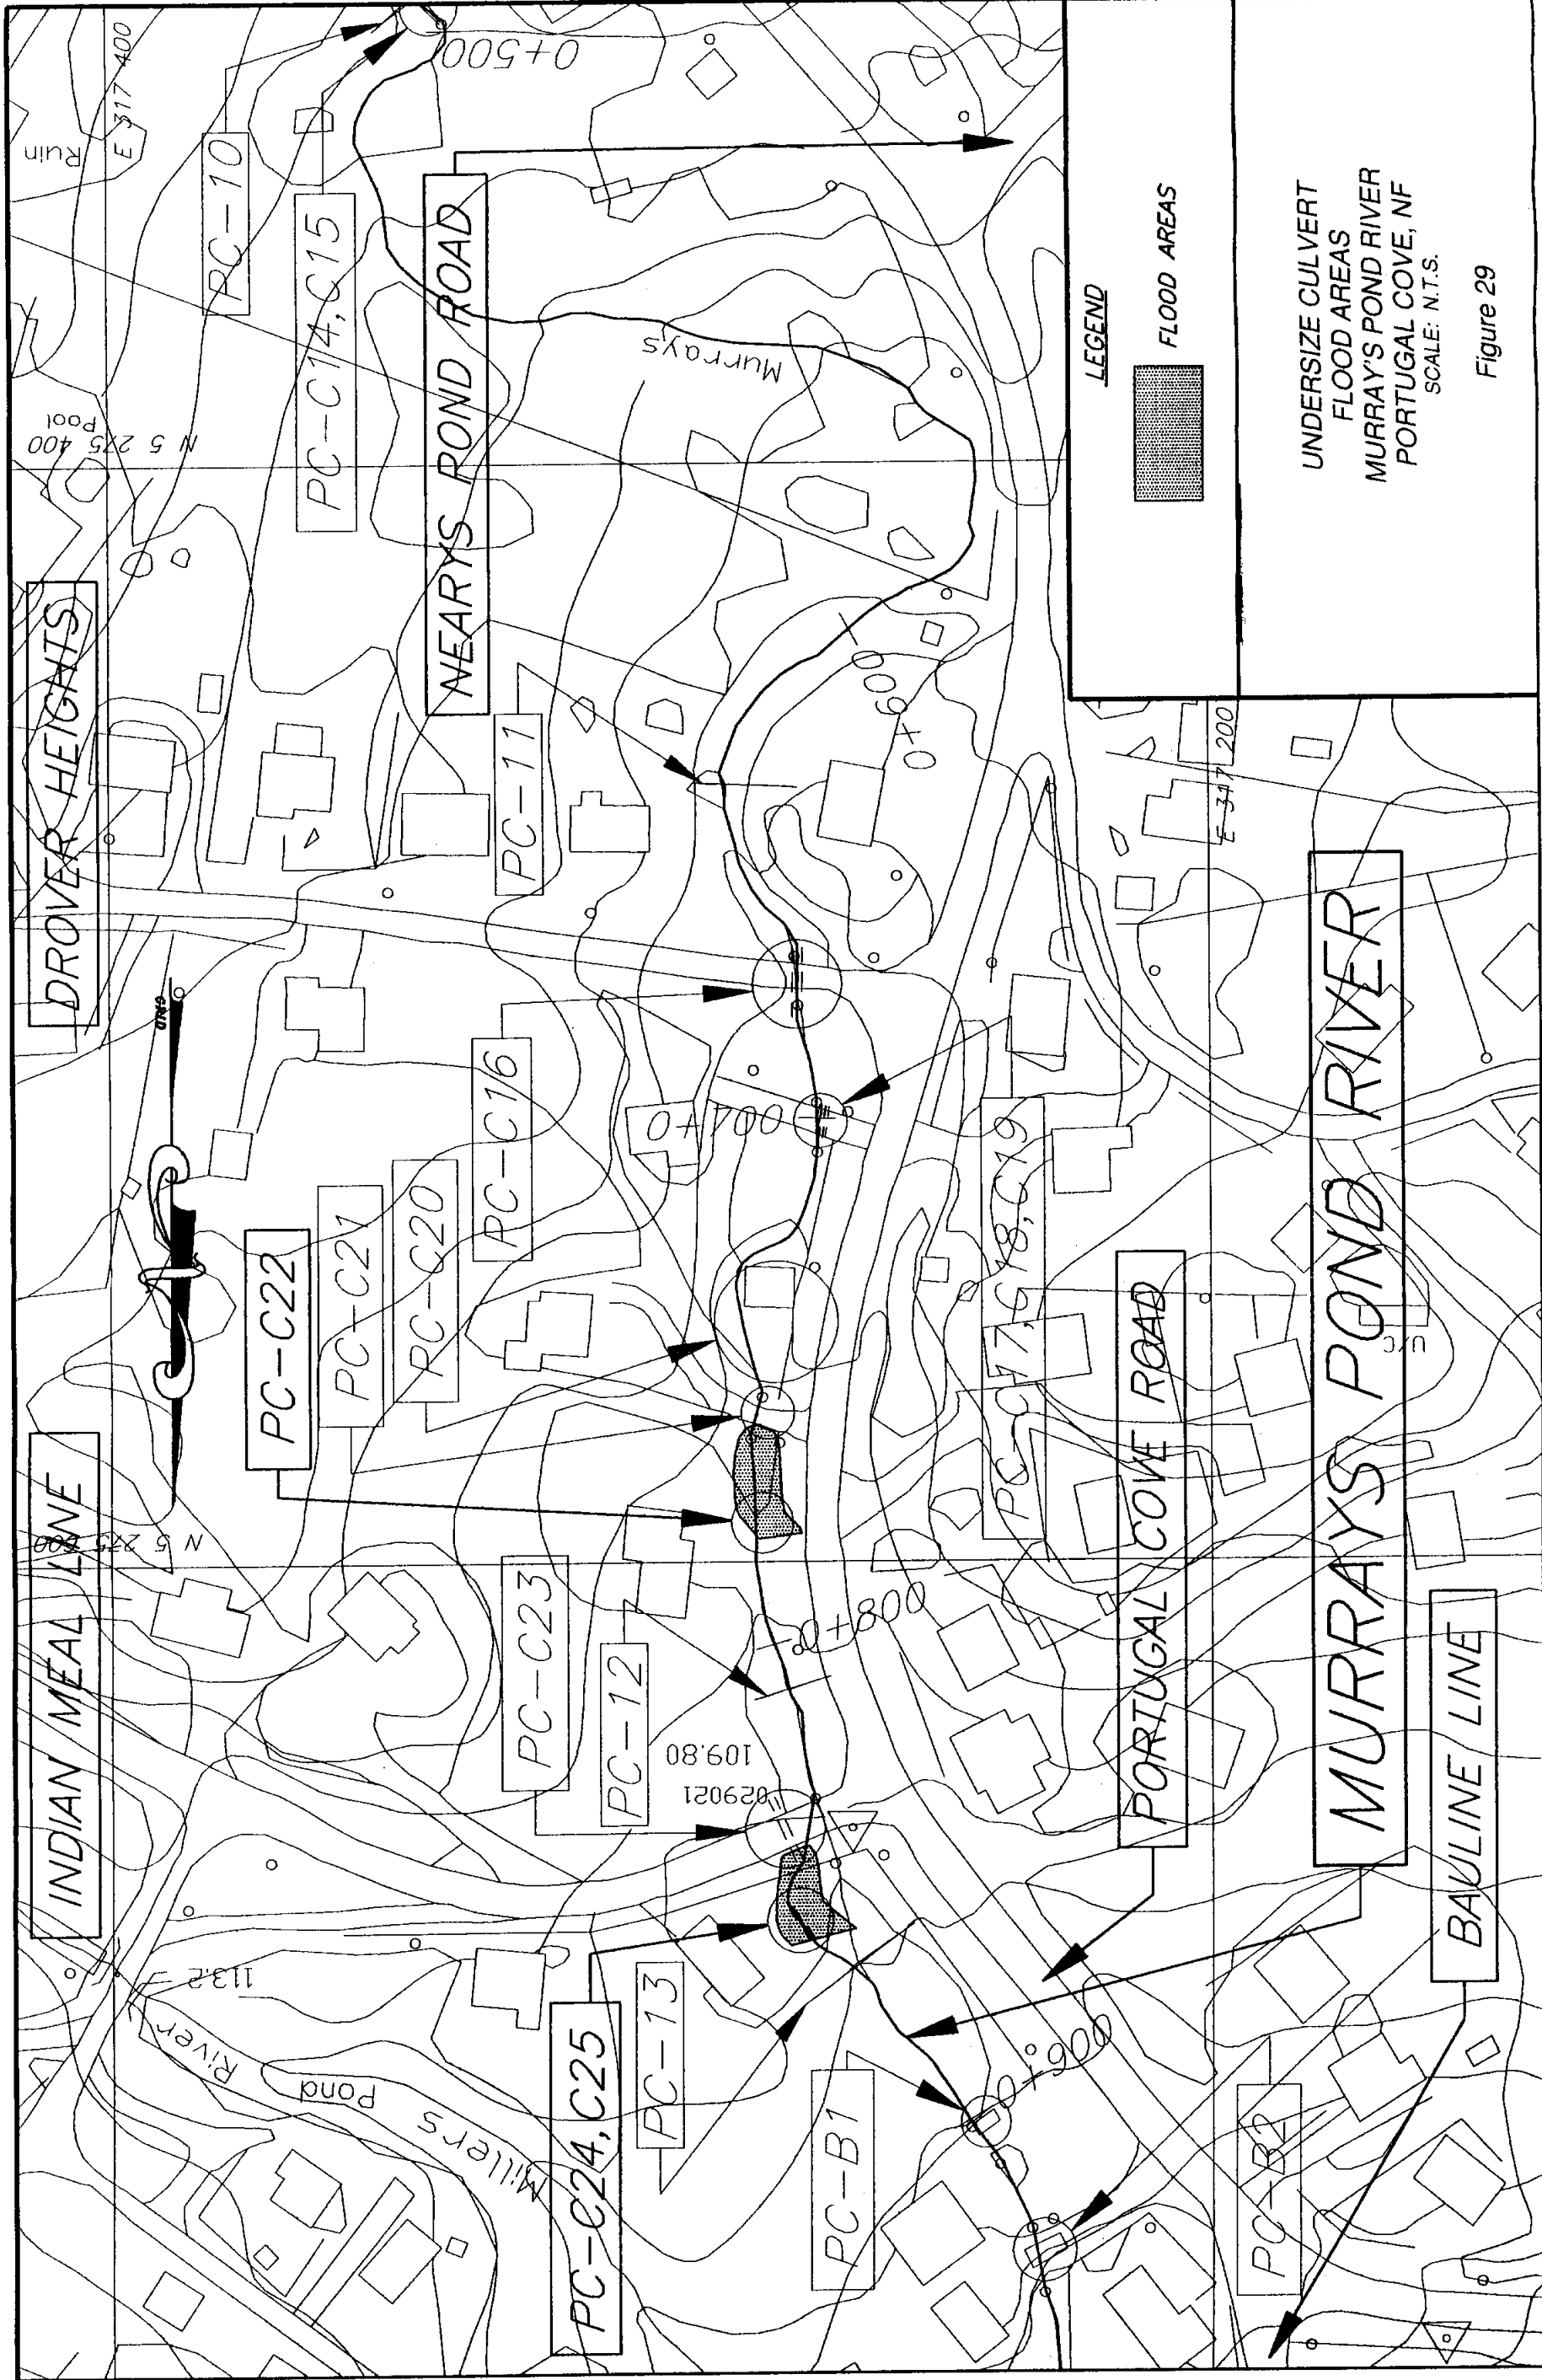 INDIAN MEAL LINE
DROVER HEIGHTS
N 5 275 600
N 5 275 400
Pool
Ruin
E 317 400
GRID
PC-10
PC-C14,C15
NEARYS POND ROAD
0+500
PC-C22
PC-C21
PC-C20
PC-C16
PC-11
Murrays
0+600
0+700
PC-C17,C18,C19
PC-C23
PC-12
109.80
029021
0+800
113.2
Millers Pond River
PC-C24,C25
PC-13
PC-B1
0+900
PC-B2
PORTUGAL COVE ROAD
E 317 200
U/C
MURRAYS POND RIVER
BAULINE LINE
LEGEND
FLOOD AREAS
UNDERSIZE CULVERT
FLOOD AREAS
MURRAY'S POND RIVER
PORTUGAL COVE, NF
SCALE: N.T.S.
Figure 29